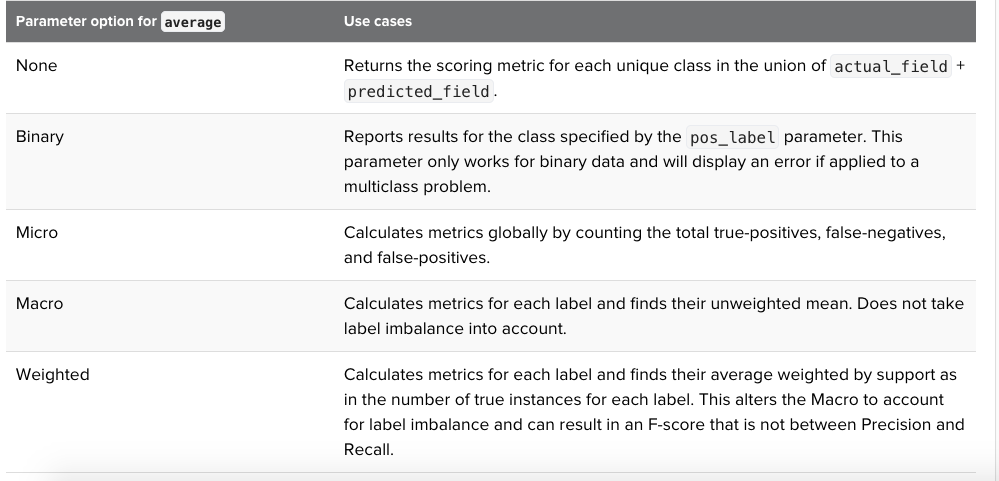 Parameter option for average Use cases
None Returns the scoring metric for each unique class in the union of actual_field +
predicted_field.
Binary Reports results for the class specified by the pos_label parameter. This
parameter only works for binary data and will display an error if applied to a
multiclass problem.
Micro Calculates metrics globally by counting the total true-positives, false-negatives,
and false-positives.
Macro Calculates metrics for each label and finds their unweighted mean. Does not take
label imbalance into account.
Weighted Calculates metrics for each label and finds their average weighted by support as
in the number of true instances for each label. This alters the Macro to account
for label imbalance and can result in an F-score that is not between Precision and
Recall.